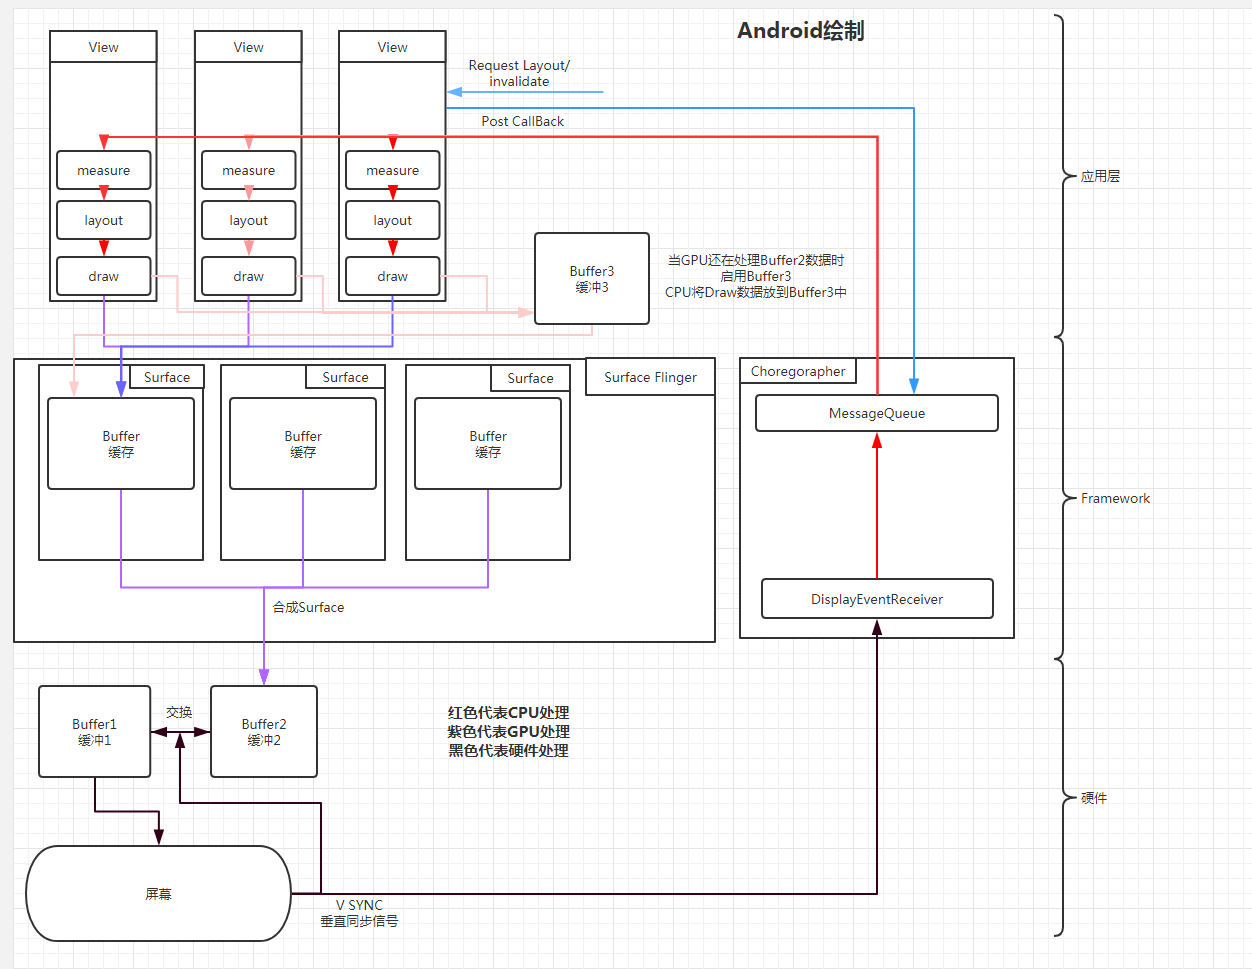 Android绘制
View
View
View
Request Layout/
invalidate
Post CallBack
measure
measure
measure
应用层
layout
layout
layout
draw
draw
draw
Buffer3
缓冲3
当GPU还在处理Buffer2数据时
启用Buffer3
CPU将Draw数据放到Buffer3中
Surface
Surface
Surface
Surface Flinger
Choregorapher
MessageQueue
Buffer
缓存
Buffer
缓存
Buffer
缓存
Framework
合成Surface
DisplayEventReceiver
Buffer1
缓冲1
交换
Buffer2
缓冲2
红色代表CPU处理
紫色代表GPU处理
黑色代表硬件处理
硬件
屏幕
V SYNC
垂直同步信号